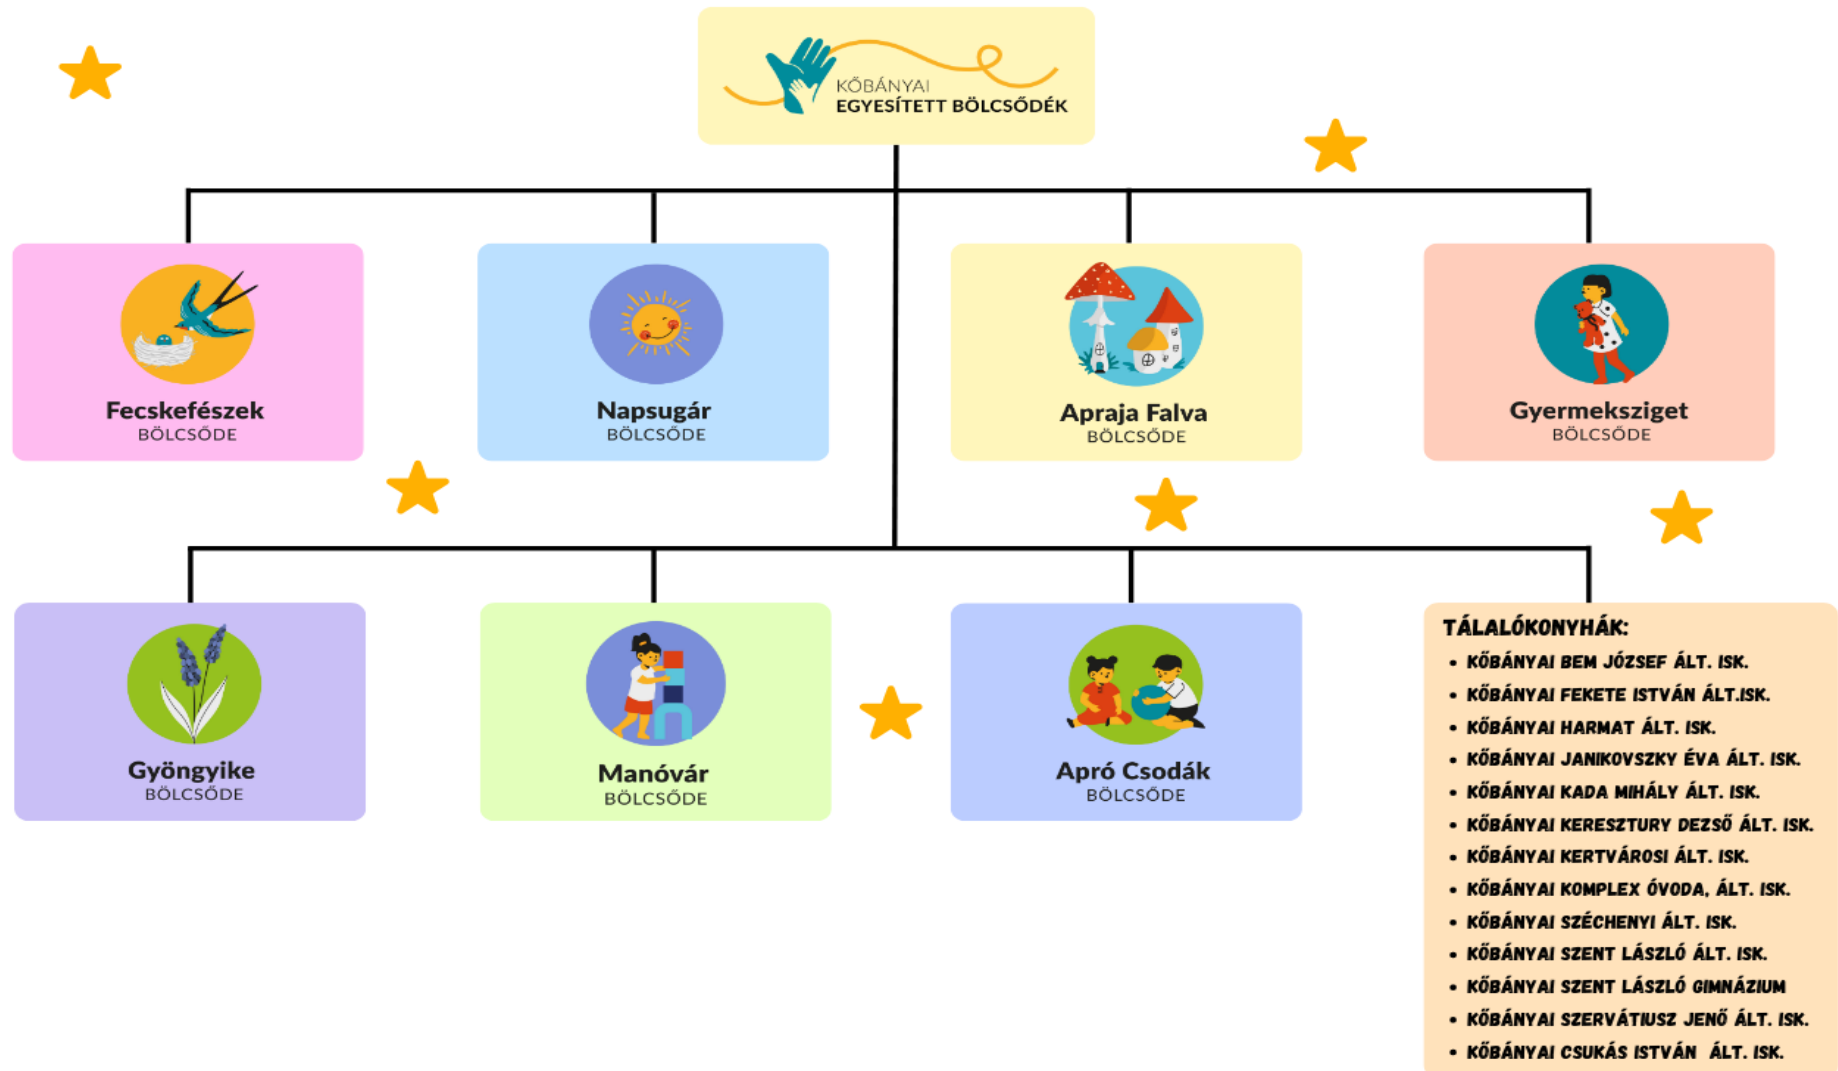 KŐBÁNYAI
EGYESÍTETT BÖLCSŐDÉK
Fecskefészek
BÖLCSŐDE
Napsugár
BÖLCSŐDE
Apraja Falva
BÖLCSŐDE
Gyermeksziget
BÖLCSŐDE
Gyöngyike
BÖLCSŐDE
Manóvár
BÖLCSŐDE
Apró Csodák
BÖLCSŐDE
TÁLALÓKONYHÁK:
• KŐBÁNYAI BEM JÓZSEF ÁLT. ISK.
• KŐBÁNYAI FEKETE ISTVÁN ÁLT.ISK.
• KŐBÁNYAI HARMAT ÁLT. ISK.
• KŐBÁNYAI JANIKOVSZKY ÉVA ÁLT. ISK.
• KŐBÁNYAI KADA MIHÁLY ÁLT. ISK.
• KŐBÁNYAI KERESZTURY DEZSŐ ÁLT. ISK.
• KŐBÁNYAI KERTVÁROSI ÁLT. ISK.
• KŐBÁNYAI KOMPLEX ÓVODA, ÁLT. ISK.
• KŐBÁNYAI SZÉCHENYI ÁLT. ISK.
• KŐBÁNYAI SZENT LÁSZLÓ ÁLT. ISK.
• KŐBÁNYAI SZENT LÁSZLÓ GIMNÁZIUM
• KŐBÁNYAI SZERVÁTIUSZ JENŐ ÁLT. ISK.
• KŐBÁNYAI CSUKÁS ISTVÁN ÁLT. ISK.